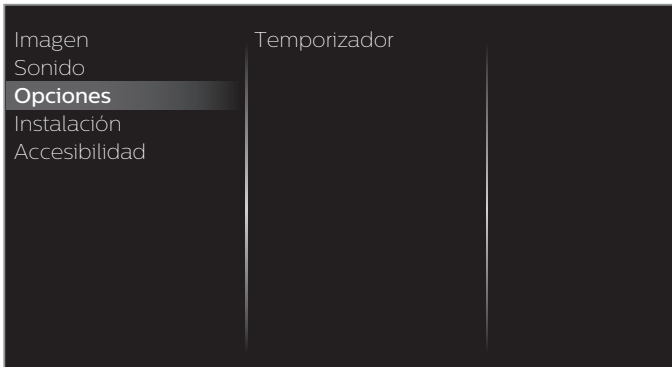 Imagen
Sonido
Opciones
Instalación
Accesibilidad
Temporizador